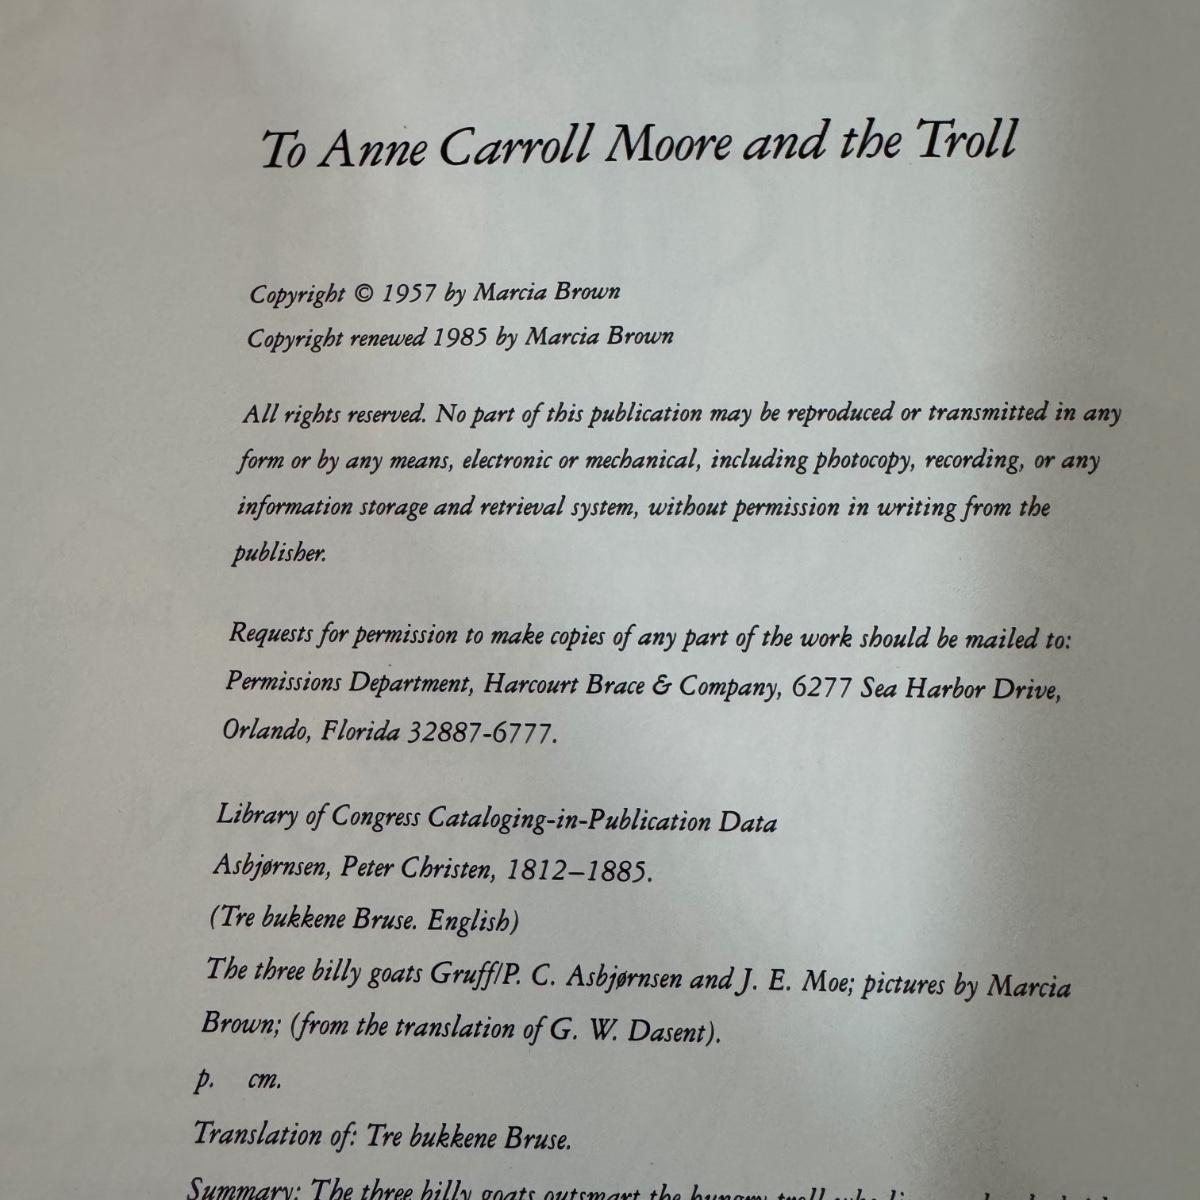 To Anne Carroll Moore and the Troll
Copyright © 1957 by Marcia Brown
Copyright renewed 1985 by Marcia Brown
All rights reserved. No part of this publication may be reproduced or transmitted in any
form or by any means, electronic or mechanical, including photocopy, recording, or any
information storage and retrieval system, without permission in writing from the
publisher.
Requests for permission to make copies of any part of the work should be mailed to:
Permissions Department, Harcourt Brace & Company, 6277 Sea Harbor Drive,
Orlando, Florida 32887-6777.
Library of Congress Cataloging-in-Publication Data
Asbjørnsen, Peter Christen, 1812–1885.
(Tre bukkene Bruse. English)
The three billy goats Gruff/P. C. Asbjørnsen and J. E. Moe; pictures by Marcia
Brown; (from the translation of G. W. Dasent).
p. cm.
Translation of: Tre bukkene Bruse.
Summary: The three billy goats outsmart the hungry troll who